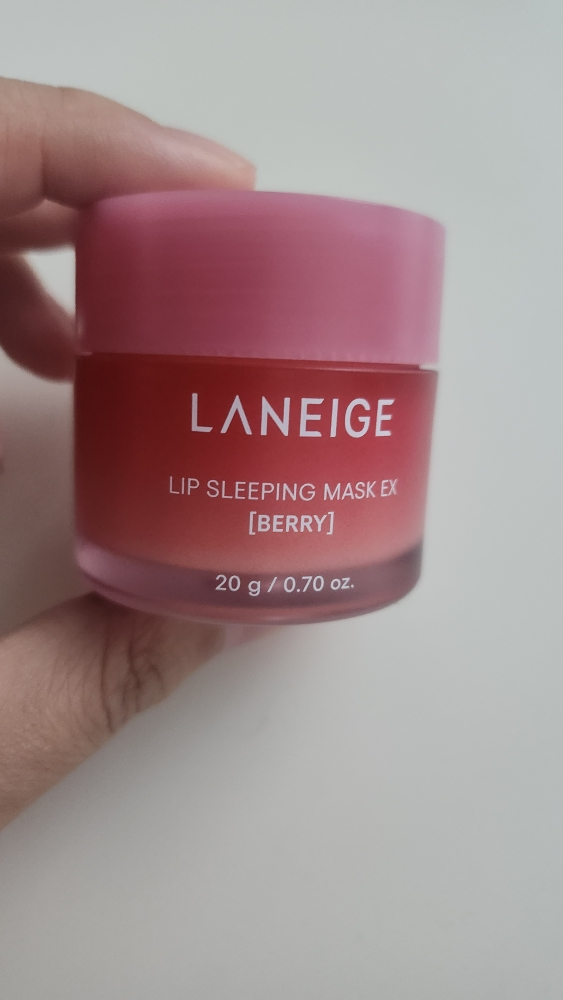 LANEIGE
LIP SLEEPING MASK EX
[BERRY]
20 g / 0.70 oz.